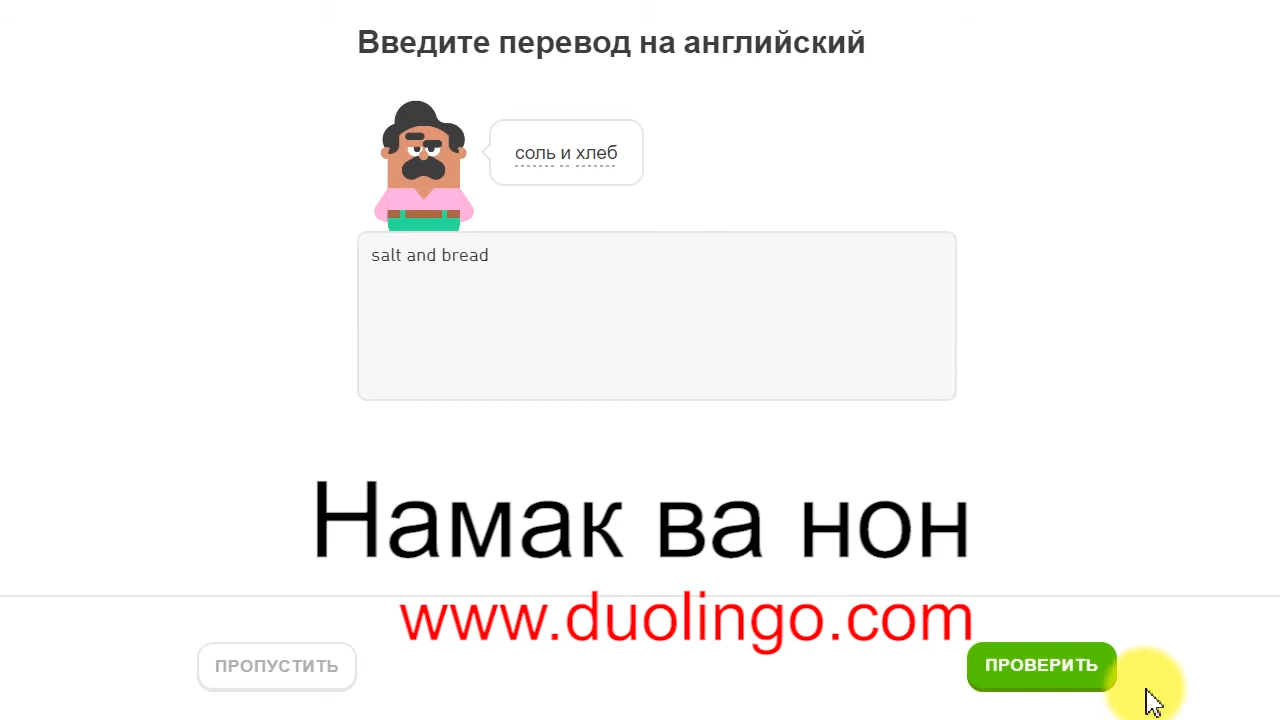 Введите перевод на английский
соль и хлеб
salt and bread
Намак ва нон
www.duolingo.com
ПРОПУСТИТЬ
ПРОВЕРИТЬ